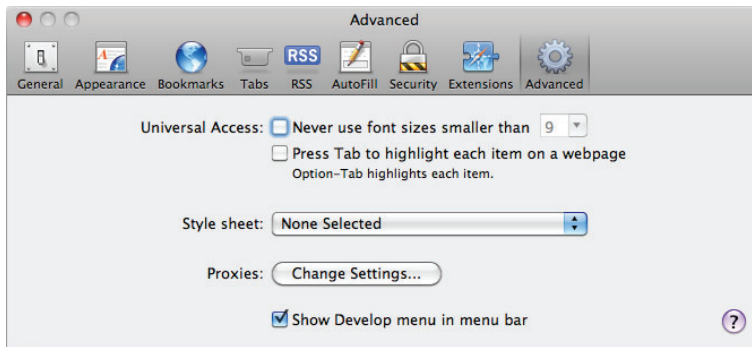 Advanced
RSS
General Appearance Bookmarks Tabs RSS AutoFill Security Extensions Advanced
Universal Access: Never use font sizes smaller than 9
Press Tab to highlight each item on a webpage
Option-Tab highlights each item.
Style sheet: None Selected
Proxies: Change Settings...
Show Develop menu in menu bar
?